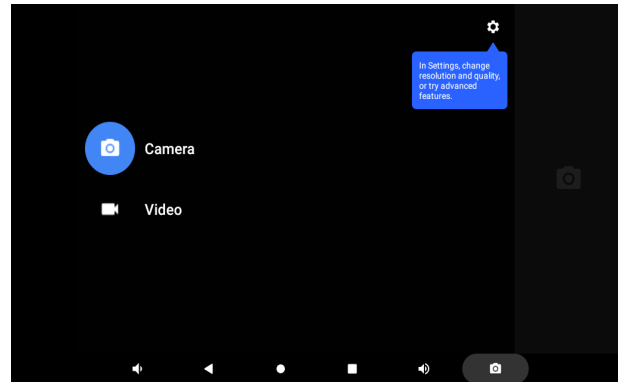 In Settings, change
resolution and quality,
or try advanced
features.
Camera
Video